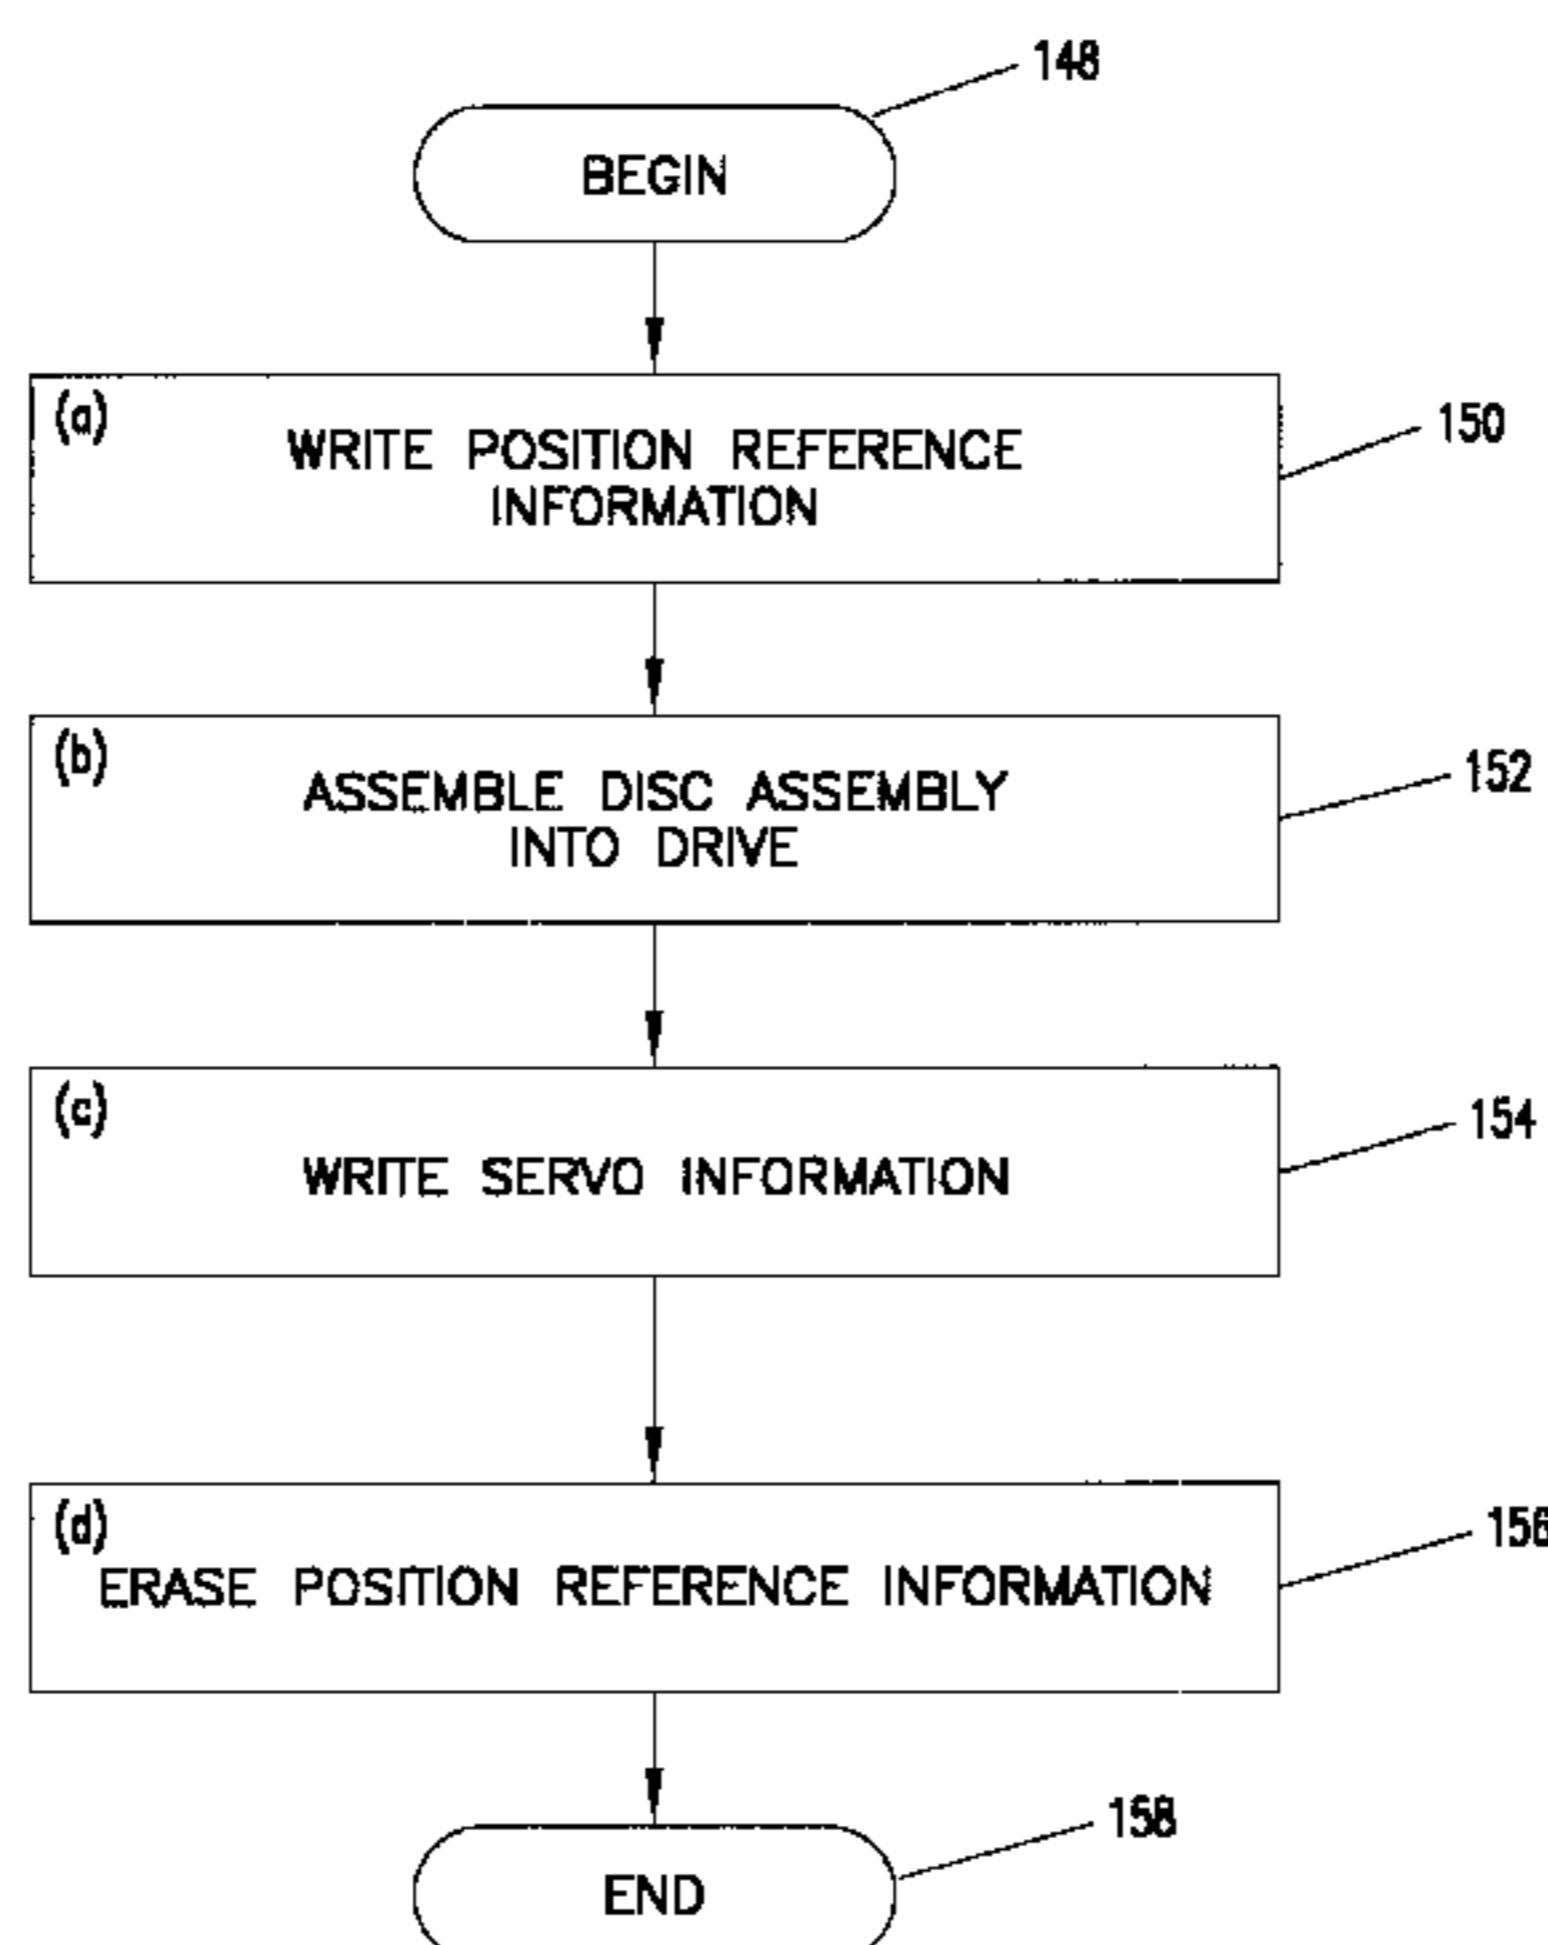 148
BEGIN
(a)
WRITE POSITION REFERENCE
INFORMATION
150
(b)
ASSEMBLE DISC ASSEMBLY
INTO DRIVE
152
(c)
WRITE SERVO INFORMATION
154
(d)
ERASE POSITION REFERENCE INFORMATION
156
158
END